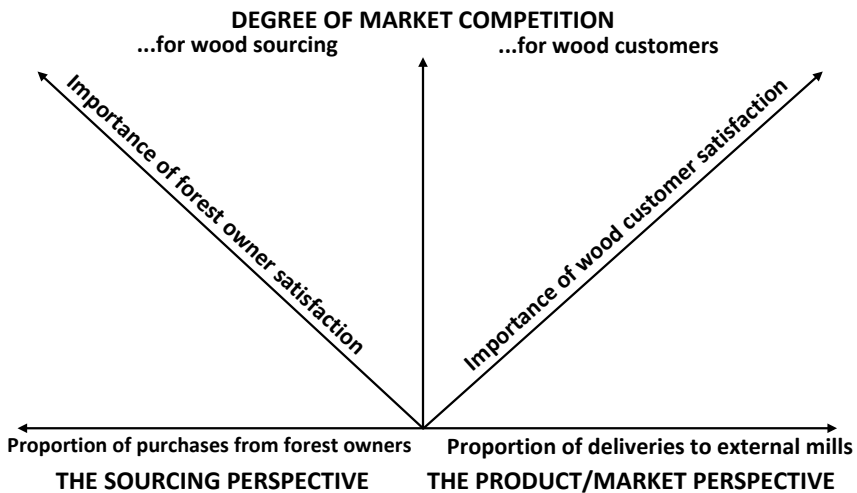 DEGREE OF MARKET COMPETITION
...for wood sourcing
...for wood customers
Importance of forest owner satisfaction
Importance of wood customer satisfaction
Proportion of purchases from forest owners
Proportion of deliveries to external mills
THE SOURCING PERSPECTIVE
THE PRODUCT/MARKET PERSPECTIVE